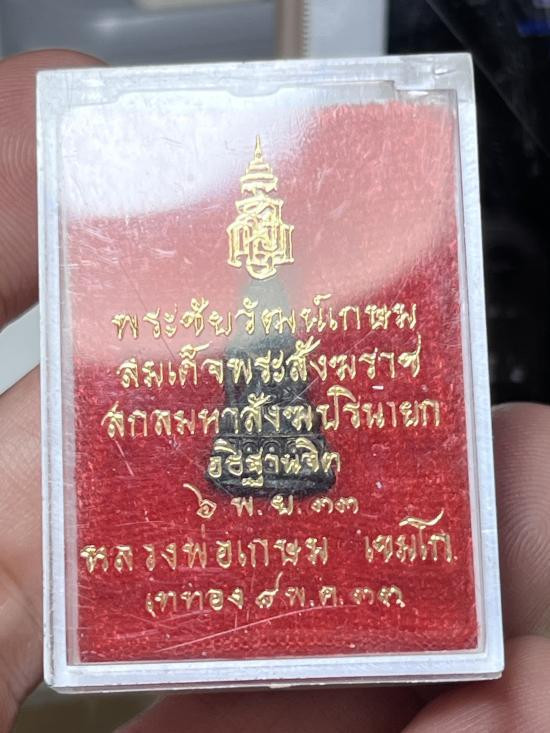 พระชัยวัฒน์เกษม
สมเด็จพระสังฆราช
สกลมหาสังฆปรินายก
อธิฐานจิต
๖ พ.ย.๓๓
หลวงพ่อเกษม เขมโก
เททอง ๘ พ.ค.๓๓